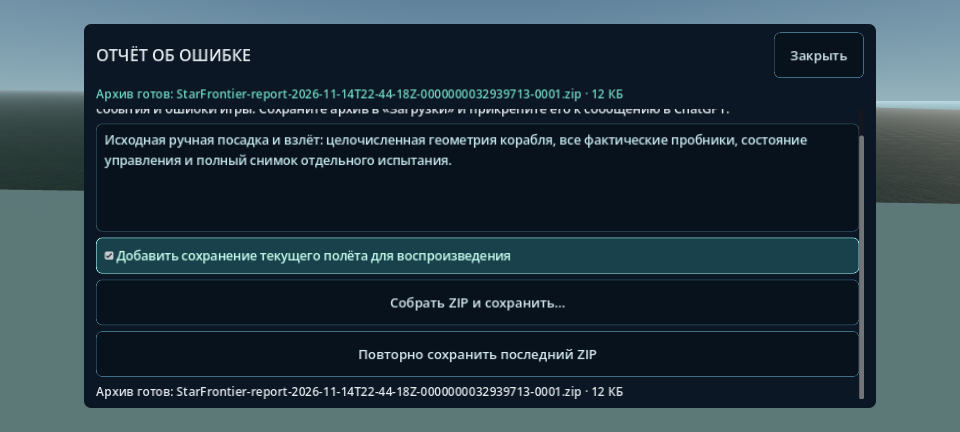 ОТЧЁТ ОБ ОШИБКЕ
Закрыть
Архив готов: StarFrontier-report-2026-11-14T22-44-18Z-0000000032939713-0001.zip · 12 КБ
события и ошибки игры. Сохраните архив в «Загрузки» и прикрепите его к сообщению в ChatGPT.
Исходная ручная посадка и взлёт: целочисленная геометрия корабля, все фактические пробники, состояние
управления и полный снимок отдельного испытания.
Добавить сохранение текущего полёта для воспроизведения
Собрать ZIP и сохранить...
Повторно сохранить последний ZIP
Архив готов: StarFrontier-report-2026-11-14T22-44-18Z-0000000032939713-0001.zip · 12 КБ